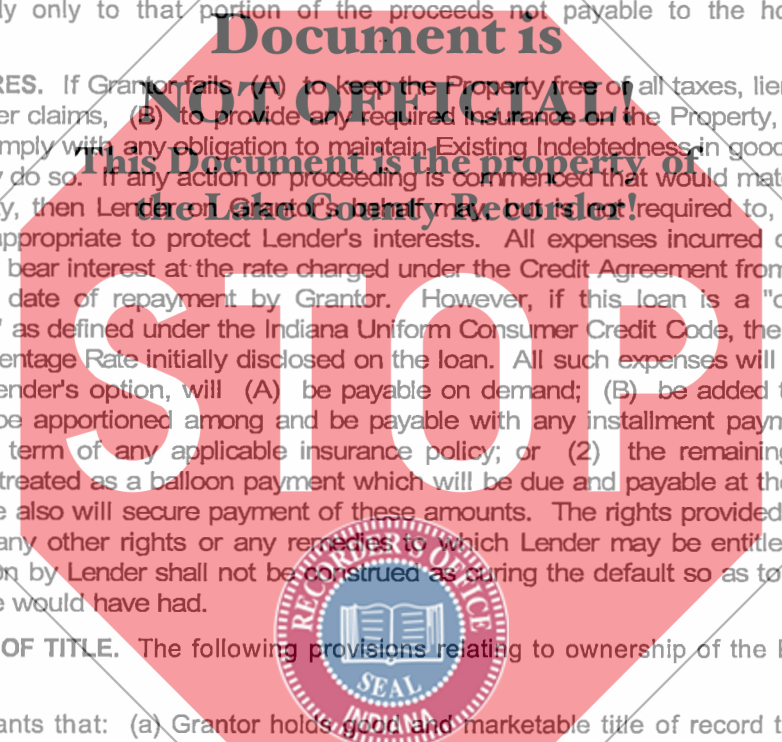 ly only to that portion of the proceeds not payable to the ho
Document is
RES. If Grantor fails (A) to keep the Property free of all taxes, lien
NOT OFFICIAL!
er claims, (B) to provide any required insurance on the Property,
mply with any obligation to maintain Existing Indebtedness in good
This Document is the property of
y do so. If any action or proceeding is commenced that would mate
the Lake County Recorder!
y, then Lender on Grantor's behalf may, but is not required to,
appropriate to protect Lender's interests. All expenses incurred o
bear interest at the rate charged under the Credit Agreement from
date of repayment by Grantor. However, if this loan is a "c
" as defined under the Indiana Uniform Consumer Credit Code, the
entage Rate initially disclosed on the loan. All such expenses will
STOP
ender's option, will (A) be payable on demand; (B) be added t
be apportioned among and be payable with any installment paym
term of any applicable insurance policy; or (2) the remaining
treated as a balloon payment which will be due and payable at the
e also will secure payment of these amounts. The rights provided
any other rights or any remedies to which Lender may be entitle
on by Lender shall not be construed as curing the default so as to
e would have had.
RECORDER'S OFFICE
OF TITLE. The following provisions relating to ownership of the P
SEAL
INDIANA
ants that: (a) Grantor holds good and marketable title of record t